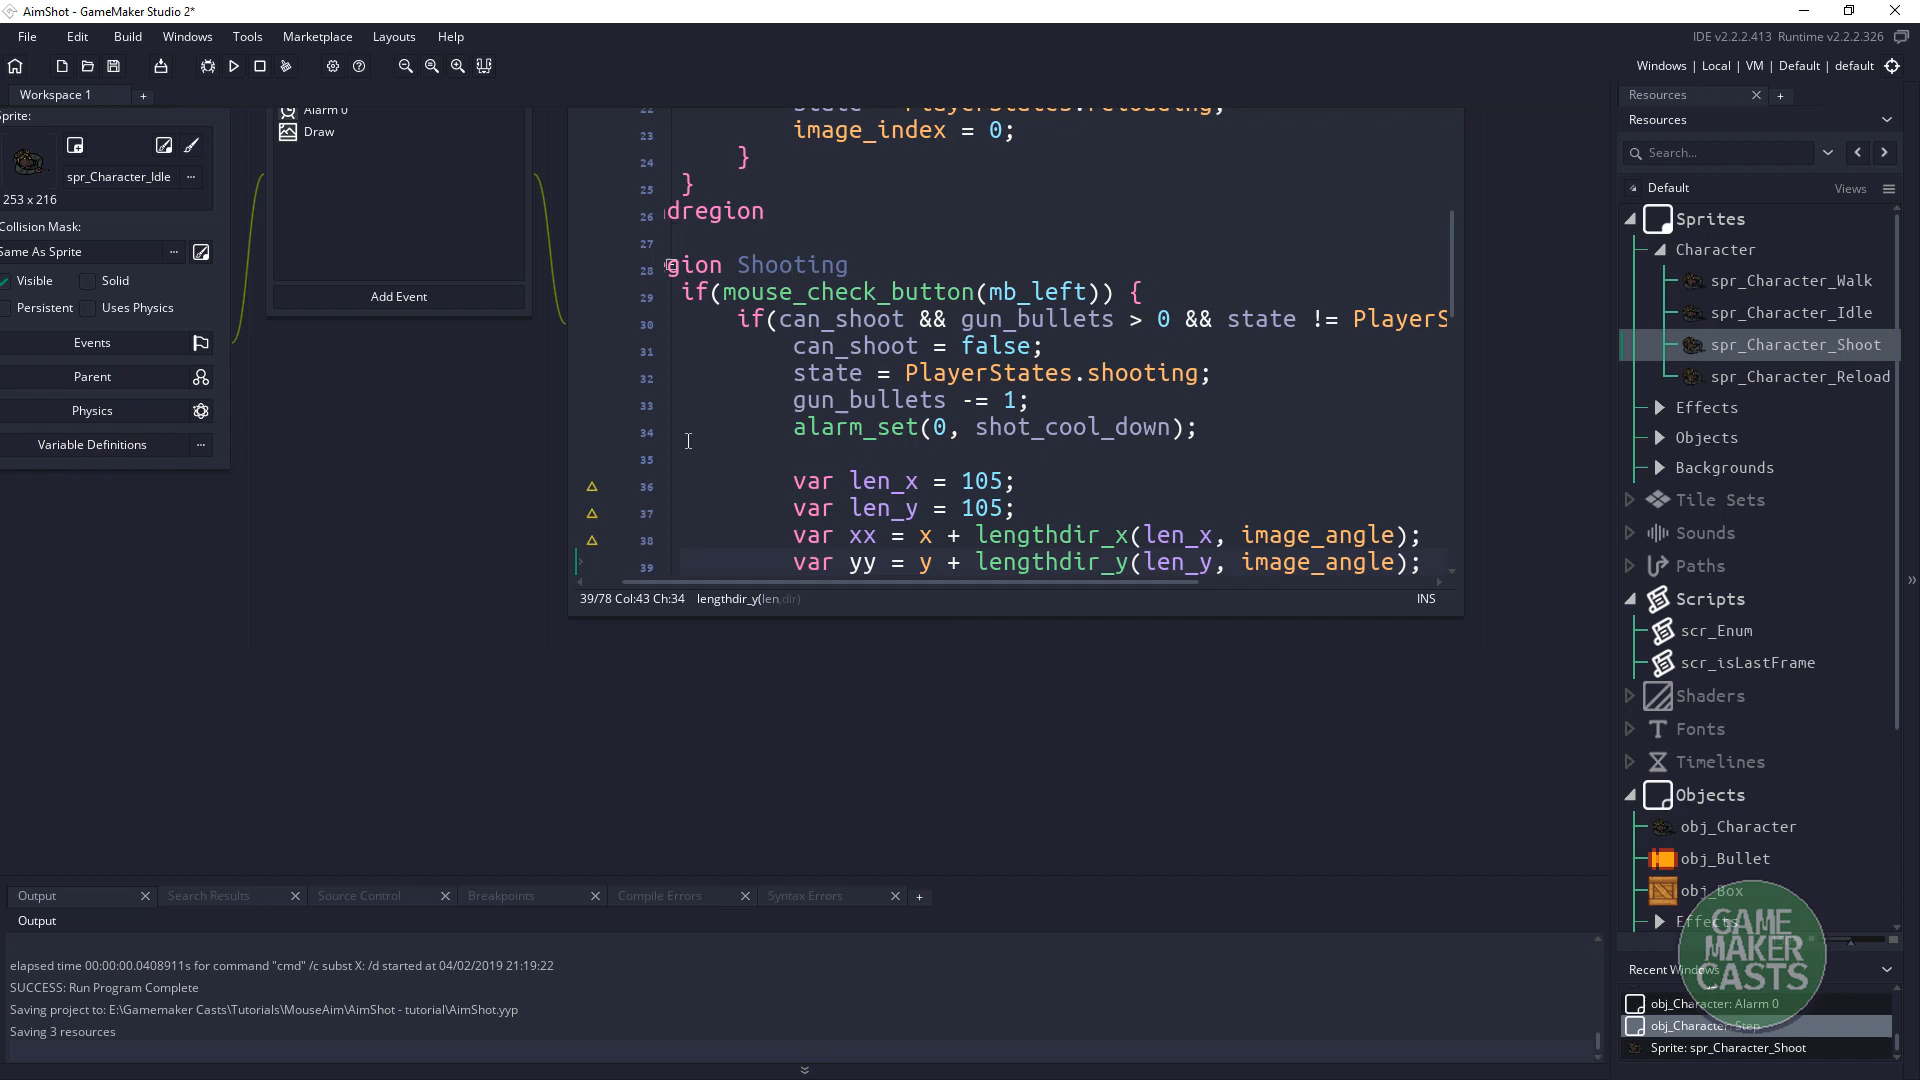 AimShot - GameMaker Studio 2*
File Edit Build Windows Tools Marketplace Layouts Help
IDE v2.2.2.413 Runtime v2.2.2.326
Windows | Local | VM | Default | default
Workspace 1
Sprite:
spr_Character_Idle ...
253 x 216
Collision Mask:
Same As Sprite ...
Visible Solid
Persistent Uses Physics
Events
Parent
Physics
Variable Definitions ...
Alarm 0
Draw
Add Event
22 state = PlayerStates.reloading;
23 image_index = 0;
24 }
25 }
26 dregion
27
28 gion Shooting
29 if(mouse_check_button(mb_left)) {
30 if(can_shoot && gun_bullets > 0 && state != PlayerS
31 can_shoot = false;
32 state = PlayerStates.shooting;
33 gun_bullets -= 1;
34 alarm_set(0, shot_cool_down);
35
36 var len_x = 105;
37 var len_y = 105;
38 var xx = x + lengthdir_x(len_x, image_angle);
39 var yy = y + lengthdir_y(len_y, image_angle);
39/78 Col:43 Ch:34 lengthdir_y(len,dir) INS
Resources
Resources
Search...
Default Views
Sprites
Character
spr_Character_Walk
spr_Character_Idle
spr_Character_Shoot
spr_Character_Reload
Effects
Objects
Backgrounds
Tile Sets
Sounds
Paths
Scripts
scr_Enum
scr_isLastFrame
Shaders
Fonts
Timelines
Objects
obj_Character
obj_Bullet
obj_Box
Effects
Recent Windows
obj_Character: Alarm 0
obj_Character: Step
Sprite: spr_Character_Shoot
GAME
MAKER
CASTS
Output Search Results Source Control Breakpoints Compile Errors Syntax Errors
Output
elapsed time 00:00:00.0408911s for command "cmd" /c subst X: /d started at 04/02/2019 21:19:22
SUCCESS: Run Program Complete
Saving project to: E:\Gamemaker Casts\Tutorials\MouseAim\AimShot - tutorial\AimShot.yyp
Saving 3 resources